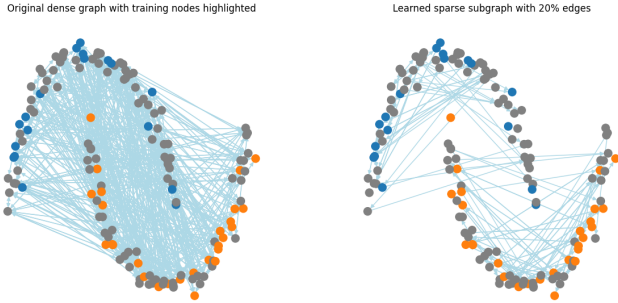 Original dense graph with training nodes highlighted
Learned sparse subgraph with 20% edges